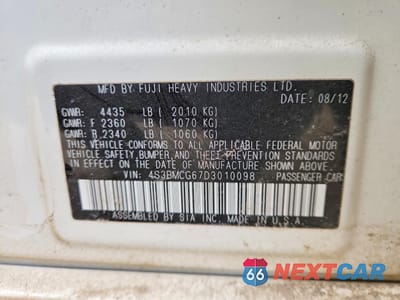 MFD. BY FUJI HEAVY INDUSTRIES LTD.
DATE: 08/12
GVWR: 4435 LB ( 2010 KG)
GAWR F 2360 LB ( 1070 KG)
GAWR R 2340 LB ( 1060 KG)
THIS VEHICLE CONFORMS TO ALL APPLICABLE FEDERAL MOTOR
VEHICLE SAFETY, BUMPER, AND THEFT PREVENTION STANDARDS
IN EFFECT ON THE DATE OF MANUFACTURE SHOWN ABOVE.
VIN: 4S3BMCG67D3010098 PASSENGER CAR
ASSEMBLED BY SIA INC. MADE IN U.S.A.
66 NEXTCAR